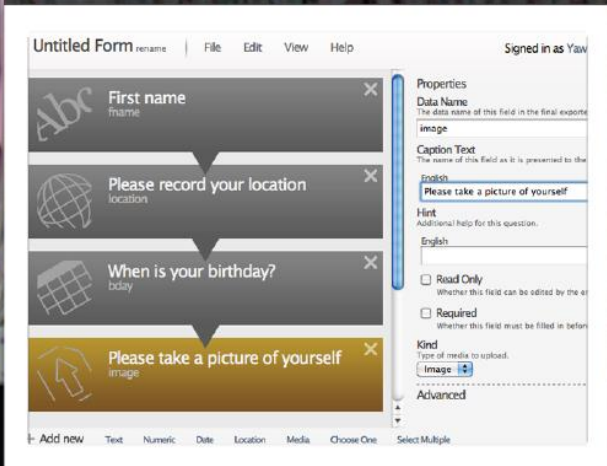 Untitled Form rename | File Edit View Help Signed in as Yaw
Abc
First name
fname
Please record your location
location
When is your birthday?
bday
Please take a picture of yourself
image
Properties
Data Name
The data name of this field in the final exporte
image
Caption Text
The name of this field as it is presented to the
English
Please take a picture of yourself
Hint
Additional help for this question.
English
Read Only
Whether this field can be edited by the e
Required
Whether this field must be filled in befor
Kind
Type of media to upload.
Image
Advanced
+ Add new Text Numeric Date Location Media Choose One Select Multiple